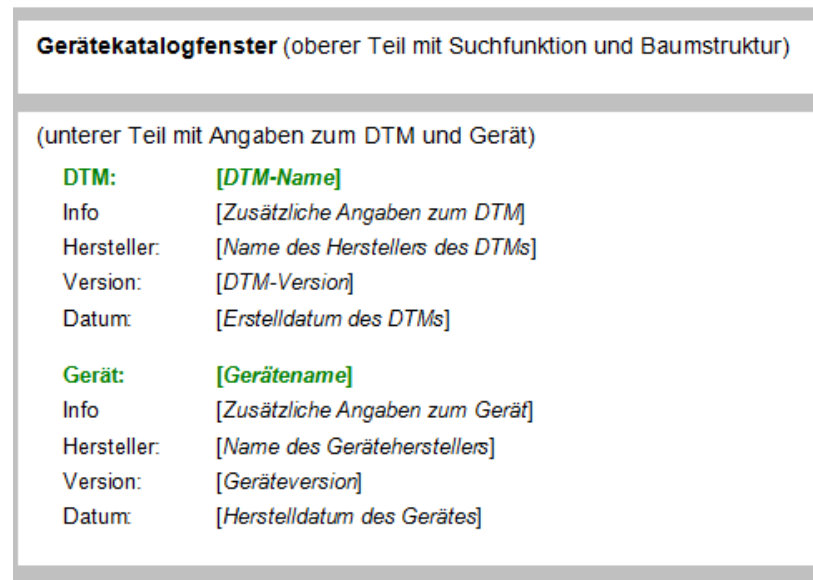 Gerätekatalogfenster (oberer Teil mit Suchfunktion und Baumstruktur)
(unterer Teil mit Angaben zum DTM und Gerät)
DTM: [DTM-Name]
Info [Zusätzliche Angaben zum DTM]
Hersteller: [Name des Herstellers des DTMs]
Version: [DTM-Version]
Datum: [Erstelldatum des DTMs]
Gerät: [Gerätename]
Info [Zusätzliche Angaben zum Gerät]
Hersteller: [Name des Geräteherstellers]
Version: [Geräteversion]
Datum: [Herstelldatum des Gerätes]